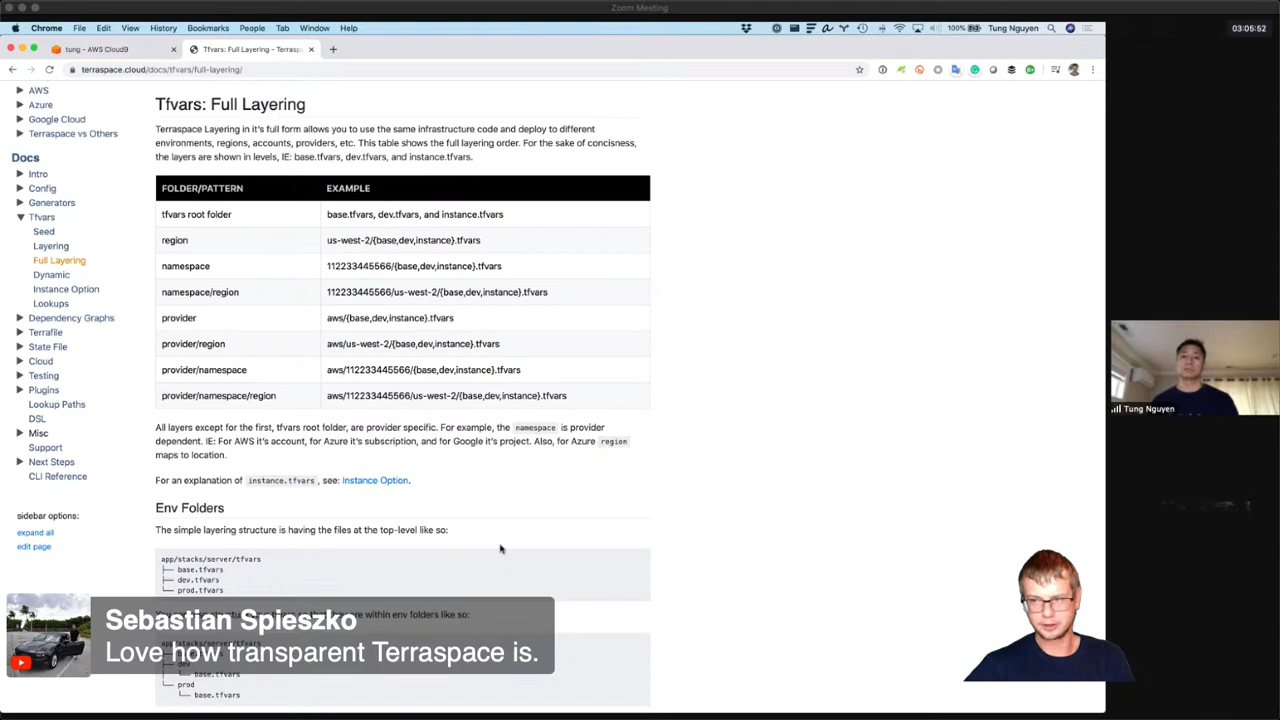 Zoom Meeting
Chrome File Edit View History Bookmarks People Tab Window Help
100% Tung Nguyen
03:05:52
tung - AWS Cloud9
Tfvars: Full Layering - Terrasp
terraspace.cloud/docs/tfvars/full-layering/
AWS
Azure
Google Cloud
Terraspace vs Others
Docs
Intro
Config
Generators
Tfvars
Seed
Layering
Full Layering
Dynamic
Instance Option
Lookups
Dependency Graphs
Terrafile
State File
Cloud
Testing
Plugins
Lookup Paths
DSL
Misc
Support
Next Steps
CLI Reference
sidebar options:
expand all
edit page
Tfvars: Full Layering
Terraspace Layering in it's full form allows you to use the same infrastructure code and deploy to different
environments, regions, accounts, providers, etc. This table shows the full layering order. For the sake of concisness,
the layers are shown in levels, IE: base.tfvars, dev.tfvars, and instance.tfvars.
FOLDER/PATTERN EXAMPLE
tfvars root folder base.tfvars, dev.tfvars, and instance.tfvars
region us-west-2/{base,dev,instance}.tfvars
namespace 112233445566/{base,dev,instance}.tfvars
namespace/region 112233445566/us-west-2/{base,dev,instance}.tfvars
provider aws/{base,dev,instance}.tfvars
provider/region aws/us-west-2/{base,dev,instance}.tfvars
provider/namespace aws/112233445566/{base,dev,instance}.tfvars
provider/namespace/region aws/112233445566/us-west-2/{base,dev,instance}.tfvars
All layers except for the first, tfvars root folder, are provider specific. For example, the namespace is provider
dependent. IE: For AWS it's account, for Azure it's subscription, and for Google it's project. Also, for Azure region
maps to location.
For an explanation of instance.tfvars, see: Instance Option.
Env Folders
The simple layering structure is having the files at the top-level like so:
app/stacks/server/tfvars
├── base.tfvars
├── dev.tfvars
└── prod.tfvars
env folders like so:
base.tfvars
└── prod
└── base.tfvars
Sebastian Spieszko
Love how transparent Terraspace is.
Tung Nguyen